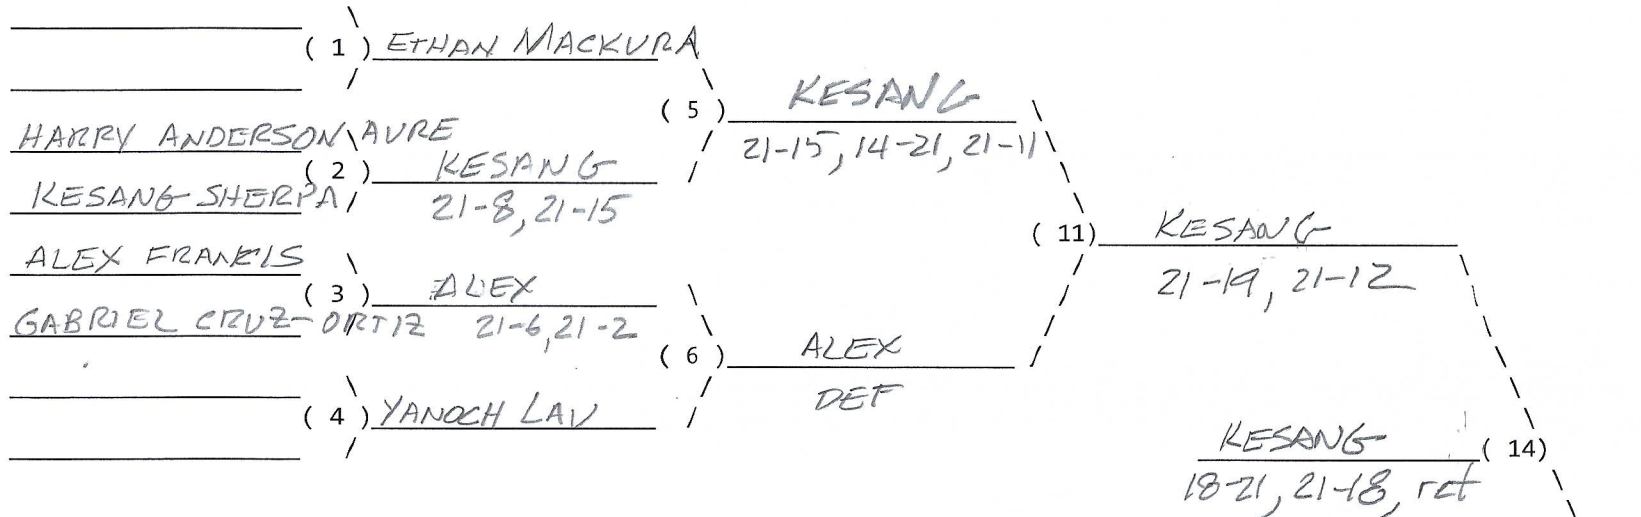 ( 1 ) ETHAN MACKURA
KESANG
( 5 )
21-15, 14-21, 21-11
HARRY ANDERSON AURE
( 2 ) KESANG
KESANG SHERPA
21-8, 21-15
( 11) KESANG
21-19, 21-12
ALEX FRANCIS
( 3 ) ALEX
GABRIEL CRUZ-ORTIZ 21-6, 21-2
( 6 ) ALEX
DEF
( 4 ) YANOCH LAU
KESANG ( 14)
18-21, 21-18, ret